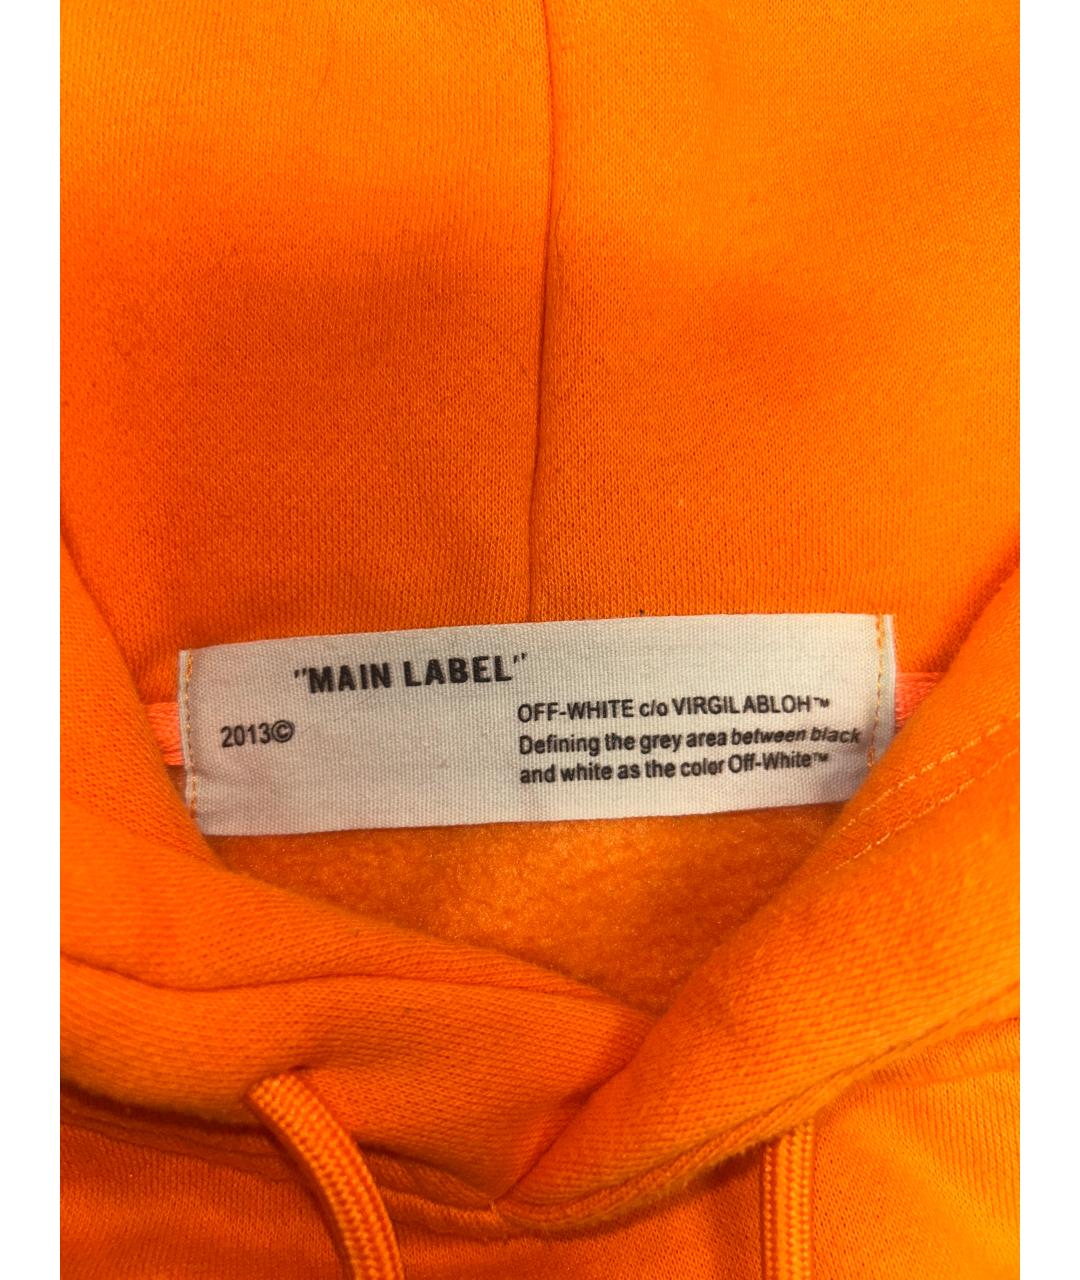 "MAIN LABEL"
2013©
OFF-WHITE c/o VIRGIL ABLOH™
Defining the grey area between black
and white as the color Off-White™